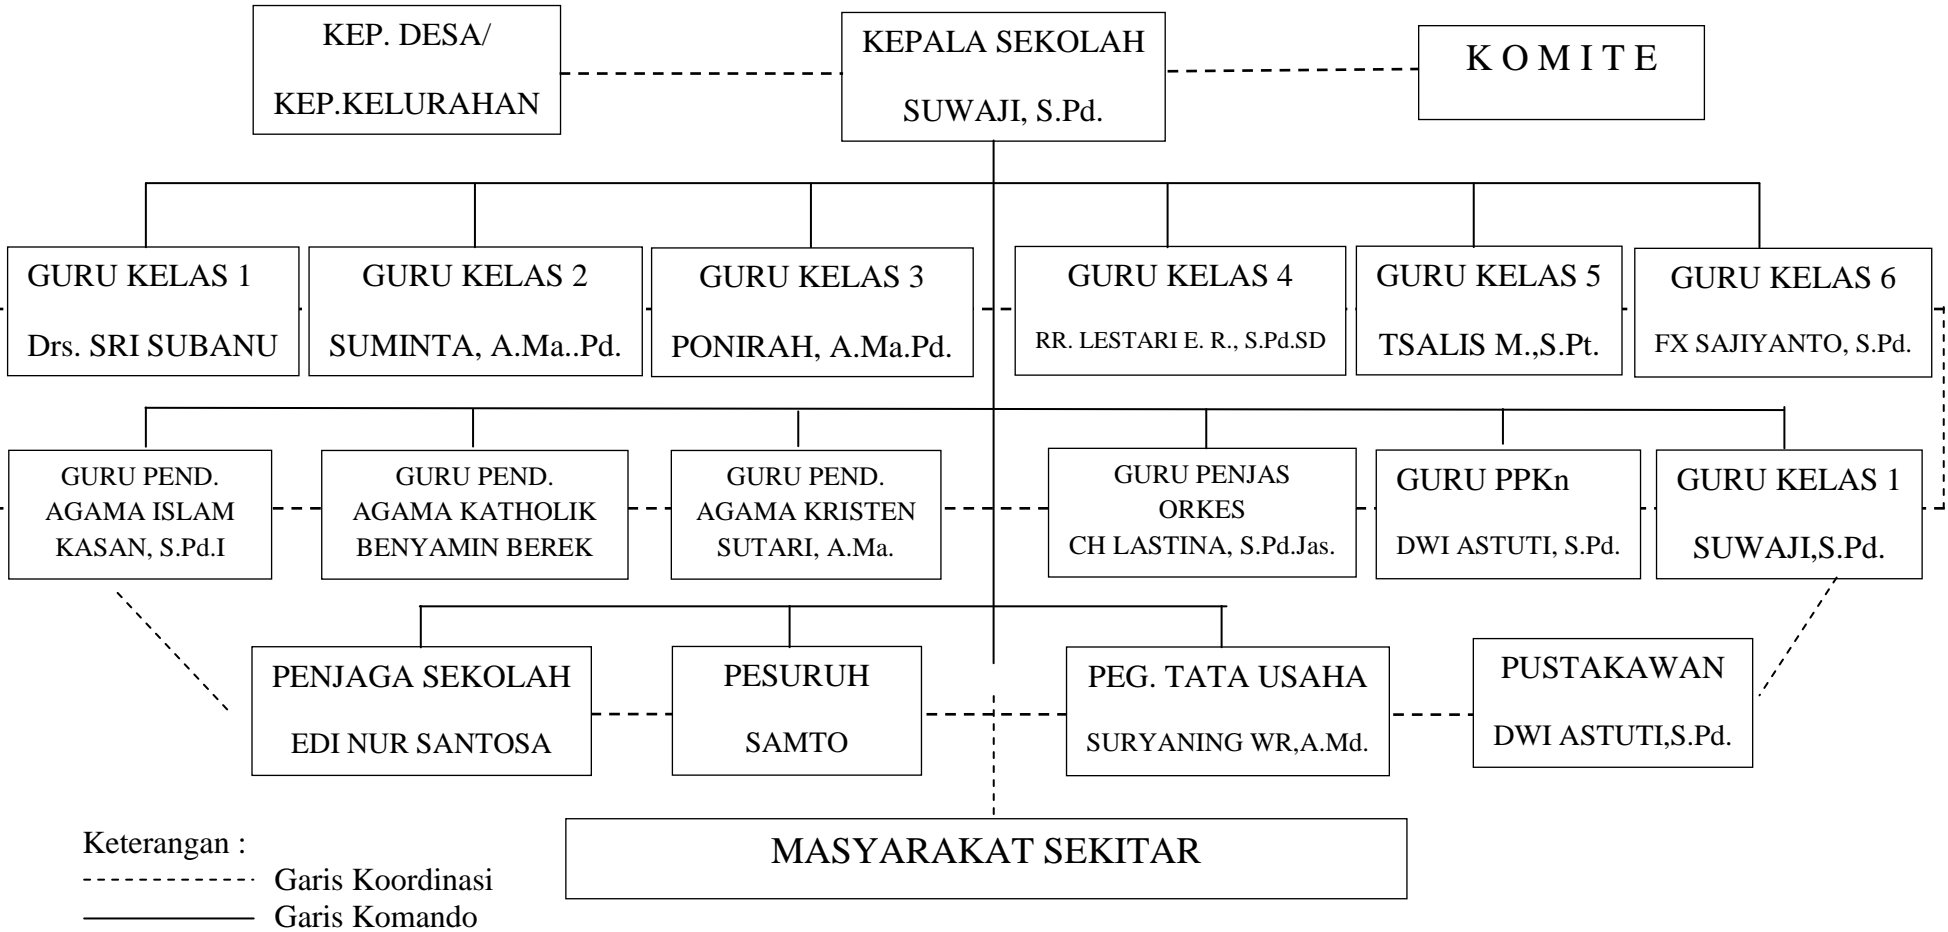 KEP. DESA/
KEP.KELURAHAN
KEPALA SEKOLAH
SUWAJI, S.Pd.
K O M I T E
GURU KELAS 1
Drs. SRI SUBANU
GURU KELAS 2
SUMINTA, A.Ma..Pd.
GURU KELAS 3
PONIRAH, A.Ma.Pd.
GURU KELAS 4
RR. LESTARI E. R., S.Pd.SD
GURU KELAS 5
TSALIS M.,S.Pt.
GURU KELAS 6
FX SAJIYANTO, S.Pd.
GURU PEND.
AGAMA ISLAM
KASAN, S.Pd.I
GURU PEND.
AGAMA KATHOLIK
BENYAMIN BEREK
GURU PEND.
AGAMA KRISTEN
SUTARI, A.Ma.
GURU PENJAS
ORKES
CH LASTINA, S.Pd.Jas.
GURU PPKn
DWI ASTUTI, S.Pd.
GURU KELAS 1
SUWAJI,S.Pd.
PENJAGA SEKOLAH
EDI NUR SANTOSA
PESURUH
SAMTO
PEG. TATA USAHA
SURYANING WR,A.Md.
PUSTAKAWAN
DWI ASTUTI,S.Pd.
MASYARAKAT SEKITAR
Keterangan :
Garis Koordinasi
Garis Komando